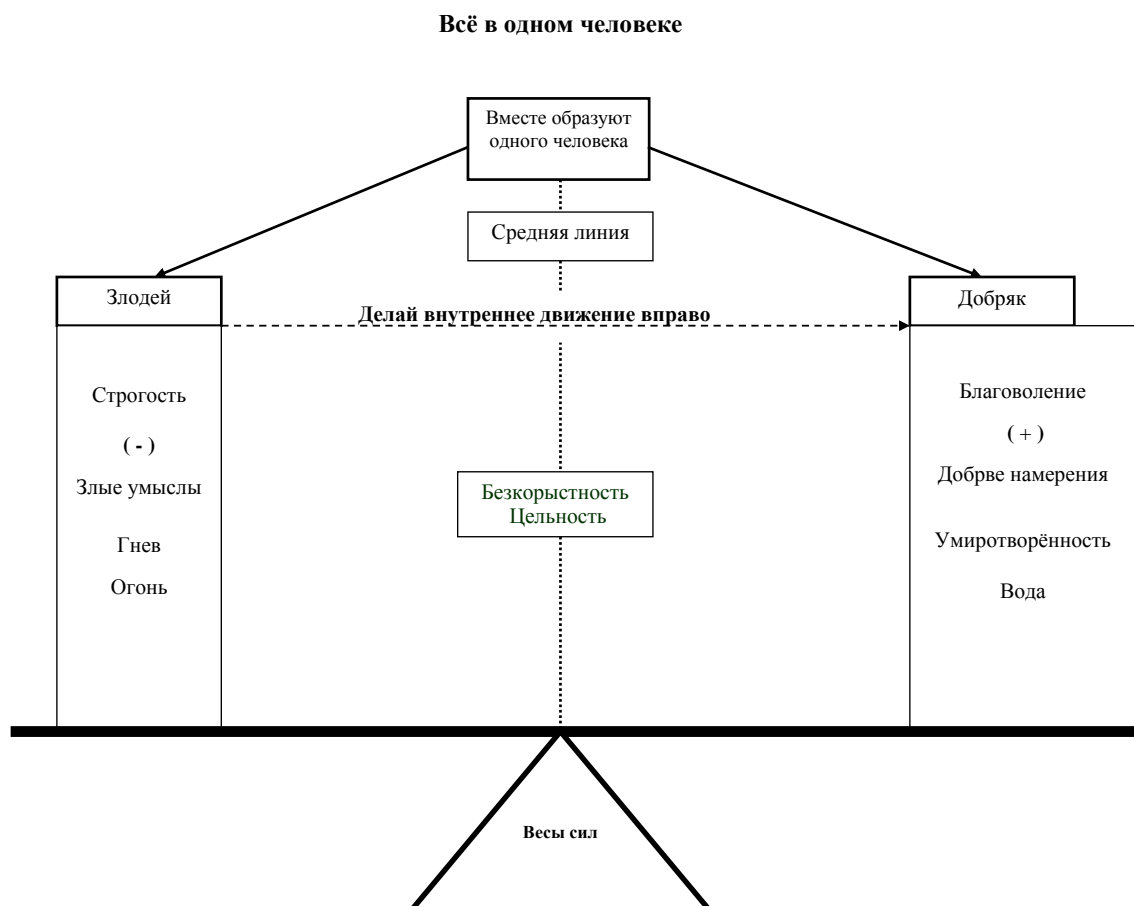 Всё в одном человеке
Вместе образуют
одного человека
Средняя линия
Злодей
Добряк
Делай внутреннее движение вправо
Строгость
( - )
Злые умыслы
Гнев
Огонь
Безкорыстность
Цельность
Благоволение
( + )
Добрве намерения
Умиротворённость
Вода
Весы сил